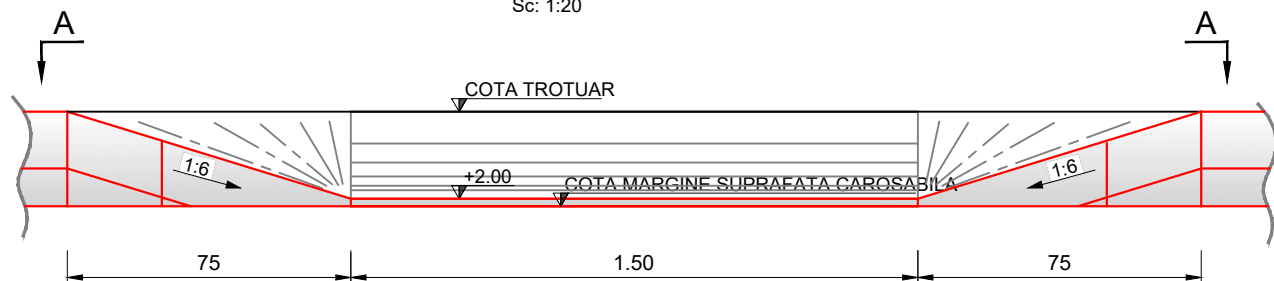 Sc: 1:20
A A
COTA TROTUAR
1:6 +2.00 COTA MARGINE SUPRAFATA CAROSABILA 1:6
75 1.50 75